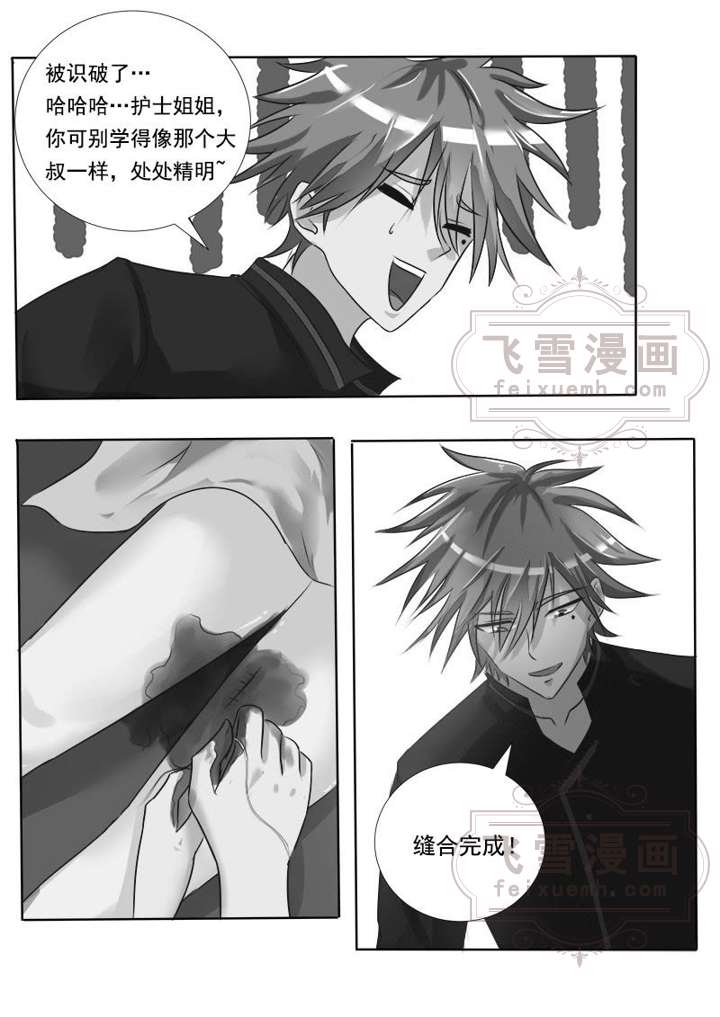 被识破了…
哈哈哈…护士姐姐，
你可别学得像那个大
叔一样，处处精明~
飞雪漫画
feixuemh.com
缝合完成！
飞雪漫画
feixuemh.com